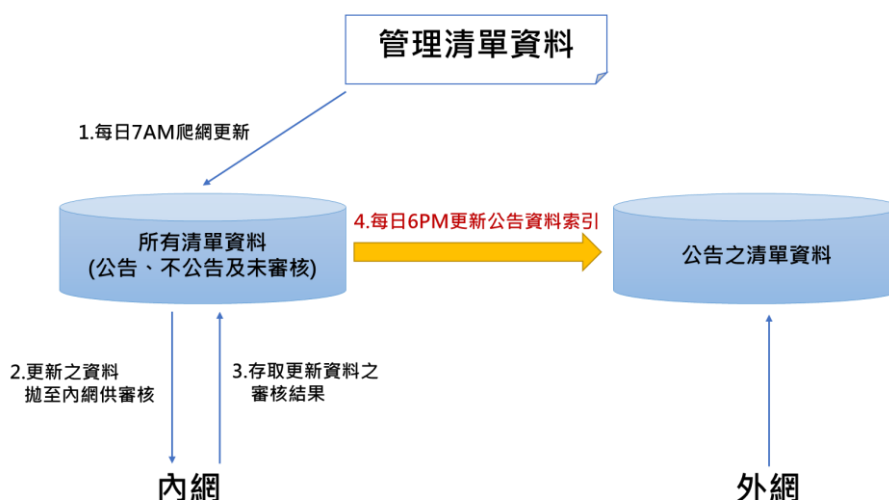 管理清單資料
1.每日7AM爬網更新
4.每日6PM更新公告資料索引
所有清單資料
(公告、不公告及未審核)
公告之清單資料
2.更新之資料
拋至內網供審核
3.存取更新資料之
審核結果
內網
外網